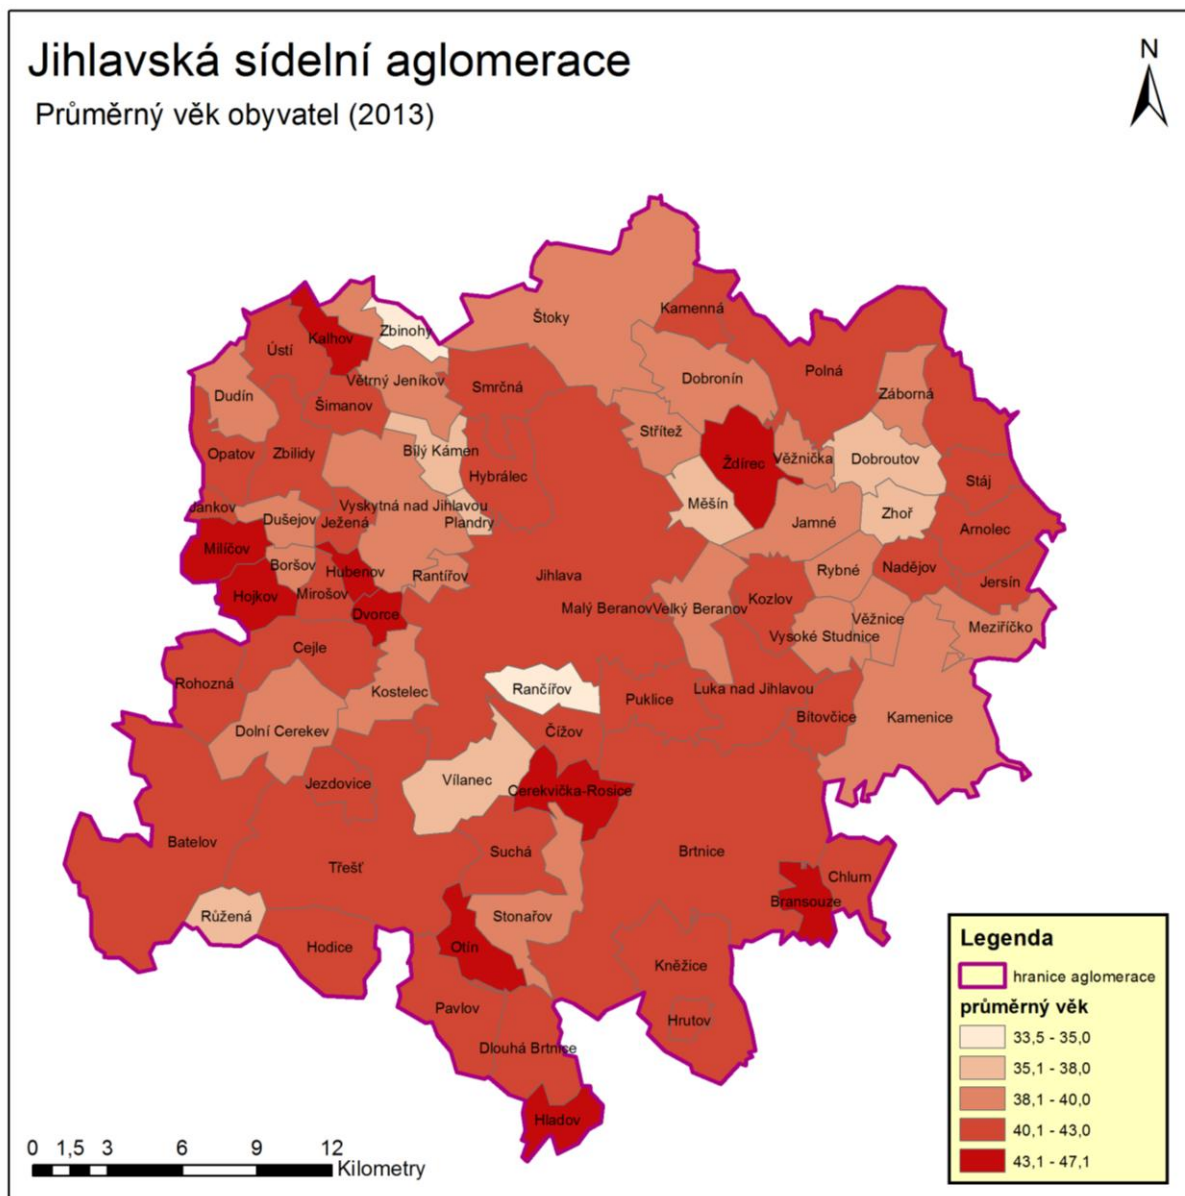 Jihlavská sídelní aglomerace
Průměrný věk obyvatel (2013)
N
Štoky
Kamenná
Zbinohy
Kalhov
Ústí
Polná
Větrný Jeníkov
Smrčná
Dobronín
Záborná
Dudín
Šimanov
Střítež
Bílý Kámen
Opatov
Zbilidy
Ždírec
Věžnička
Dobroutov
Hybrálec
Stáj
Jankov
Vyskytná nad Jihlavou
Měšín
Dušejov
Ježená
Plandry
Jamné
Zhoř
Arnolec
Milíčov
Boršov
Hubenov
Rantířov
Jihlava
Rybné
Nadějov
Jersín
Hojkov
Mirošov
Dvorce
Malý Beranov
Velký Beranov
Kozlov
Věžnice
Meziříčko
Vysoké Studnice
Cejle
Rohozná
Kostelec
Rančířov
Puklice
Luka nad Jihlavou
Bítovčice
Kamenice
Dolní Cerekev
Čížov
Jezdovice
Vílanec
Cerekvička-Rosice
Batelov
Třešť
Suchá
Brtnice
Chlum
Bransouze
Růžená
Stonařov
Hodice
Otín
Kněžice
Pavlov
Hrutov
Dlouhá Brtnice
Hladov
Legenda
hranice aglomerace
průměrný věk
33,5 - 35,0
35,1 - 38,0
38,1 - 40,0
40,1 - 43,0
43,1 - 47,1
0 1,5 3 6 9 12
Kilometry